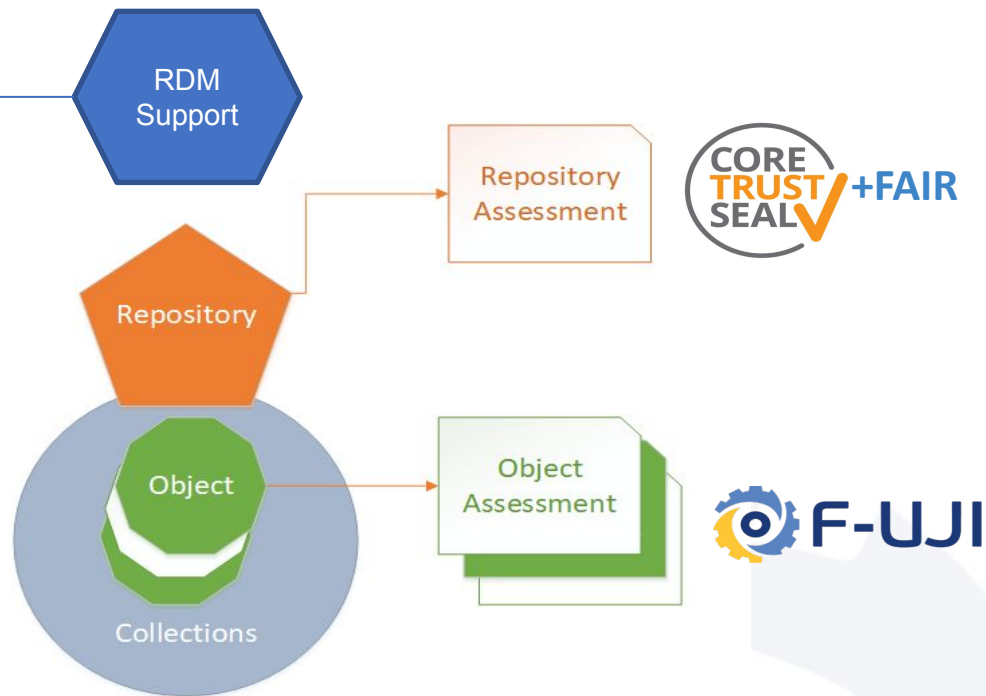 RDM
Support
Repository
Assessment
CORE
TRUST
SEAL
+FAIR
Repository
Object
Object
Assessment
F-UJI
Collections